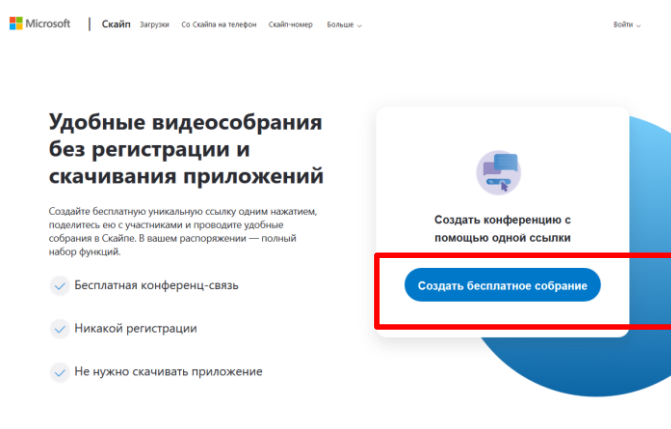 Microsoft | Скайп Загрузки Со Скайпа на телефон Скайп-номер Больше Войти
Удобные видеособрания
без регистрации и
скачивания приложений
Создайте бесплатную уникальную ссылку одним нажатием,
поделитесь ею с участниками и проводите удобные
собрания в Скайпе. В вашем распоряжении — полный
набор функций.
Бесплатная конференц-связь
Никакой регистрации
Не нужно скачивать приложение
Создать конференцию с
помощью одной ссылки
Создать бесплатное собрание